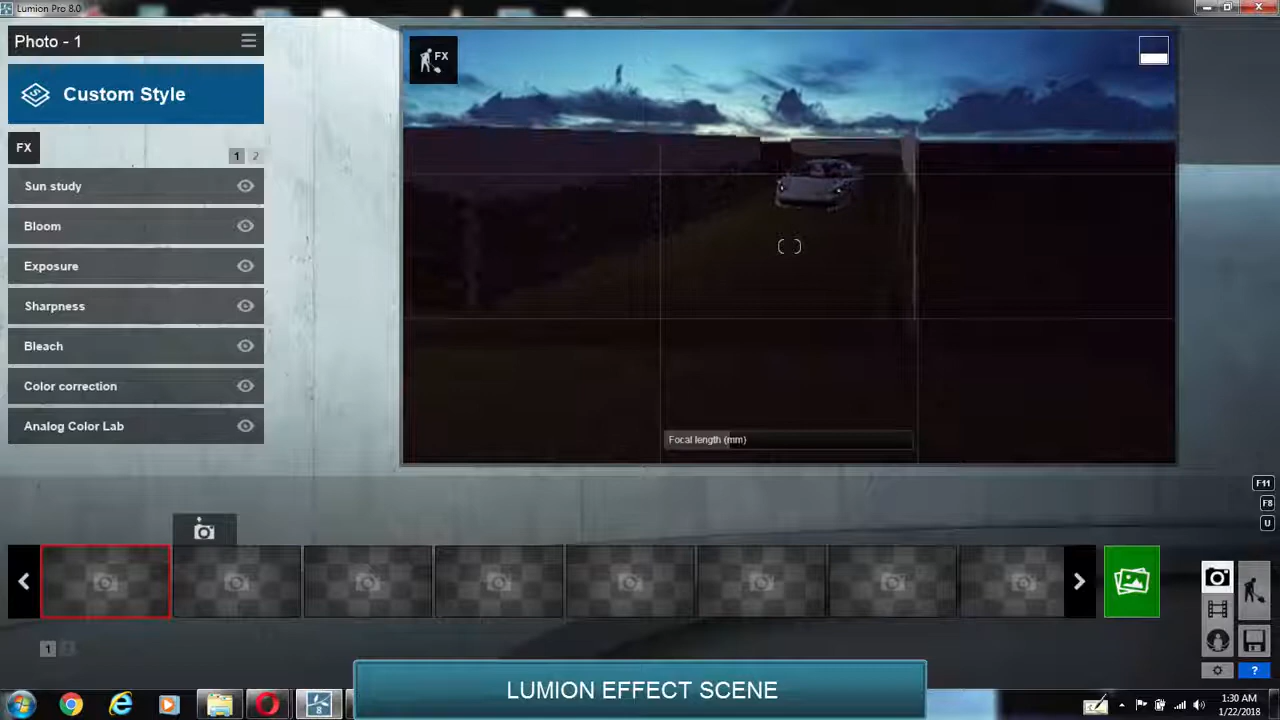 Lumion Pro 8.0
Photo - 1
FX
Custom Style
FX
1 2
Sun study
Bloom
Exposure
Sharpness
Bleach
Color correction
Analog Color Lab
Focal length (mm)
F11
F8
U
1
?
LUMION EFFECT SCENE
8
1:30 AM
1/22/2018